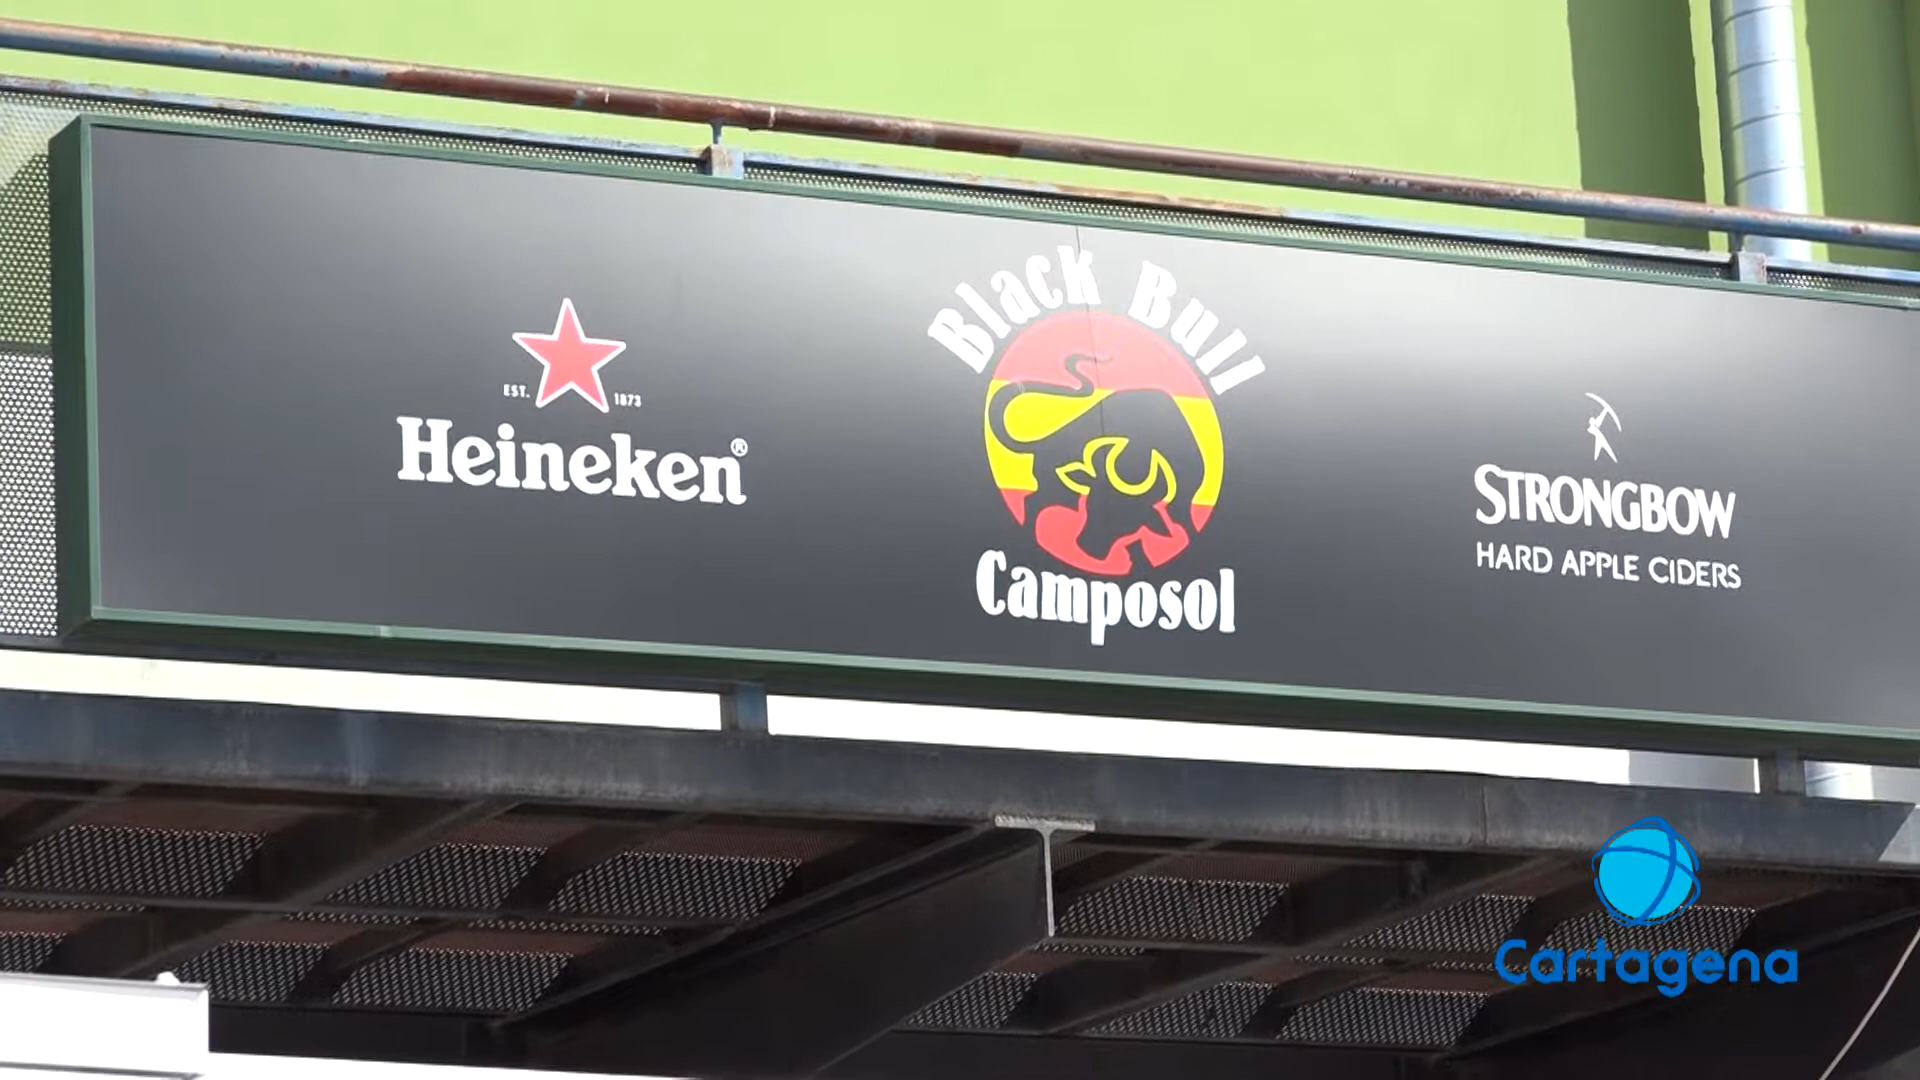 EST. 1873
Heineken®
Black Bull
Camposol
STRONGBOW
HARD APPLE CIDERS
Cartagena